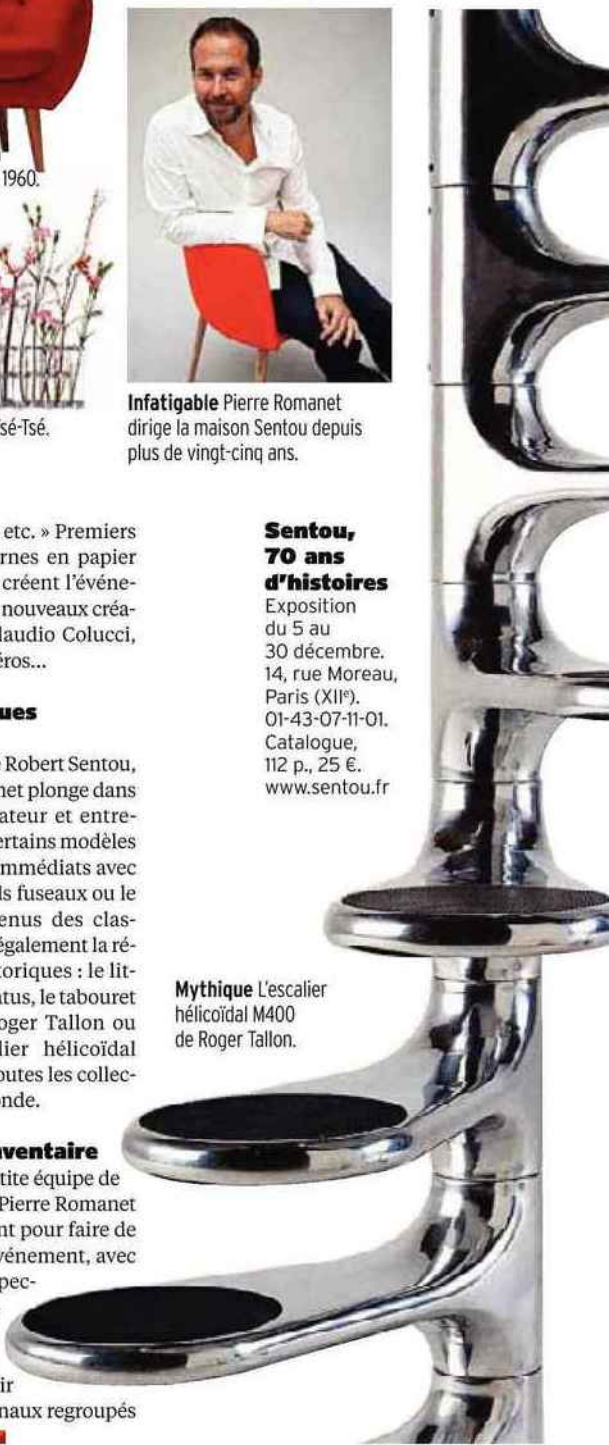 1960.
sé-Tsé.
Infatigable Pierre Romanet
dirige la maison Sentou depuis
plus de vingt-cinq ans.
etc. » Premiers
rnes en papier
créent l'événe-
nouveaux créa-
laudio Colucci,
éros...
ues
Robert Sentou,
net plonge dans
ateur et entre-
ertains modèles
mmédiats avec
ls fuseaux ou le
enus des clas-
également la ré-
toriques : le lit-
atus, le tabouret
oger Tallon ou
lier hélicoïdal
outes les collec-
nde.
nventaire
tite équipe de
Pierre Romanet
nt pour faire de
vénement, avec
pec-
ir
naux regroupés
Sentou,
70 ans
d'histoires
Exposition
du 5 au
30 décembre.
14, rue Moreau,
Paris (XIIe).
01-43-07-11-01.
Catalogue,
112 p., 25 €.
www.sentou.fr
Mythique L'escalier
hélicoïdal M400
de Roger Tallon.